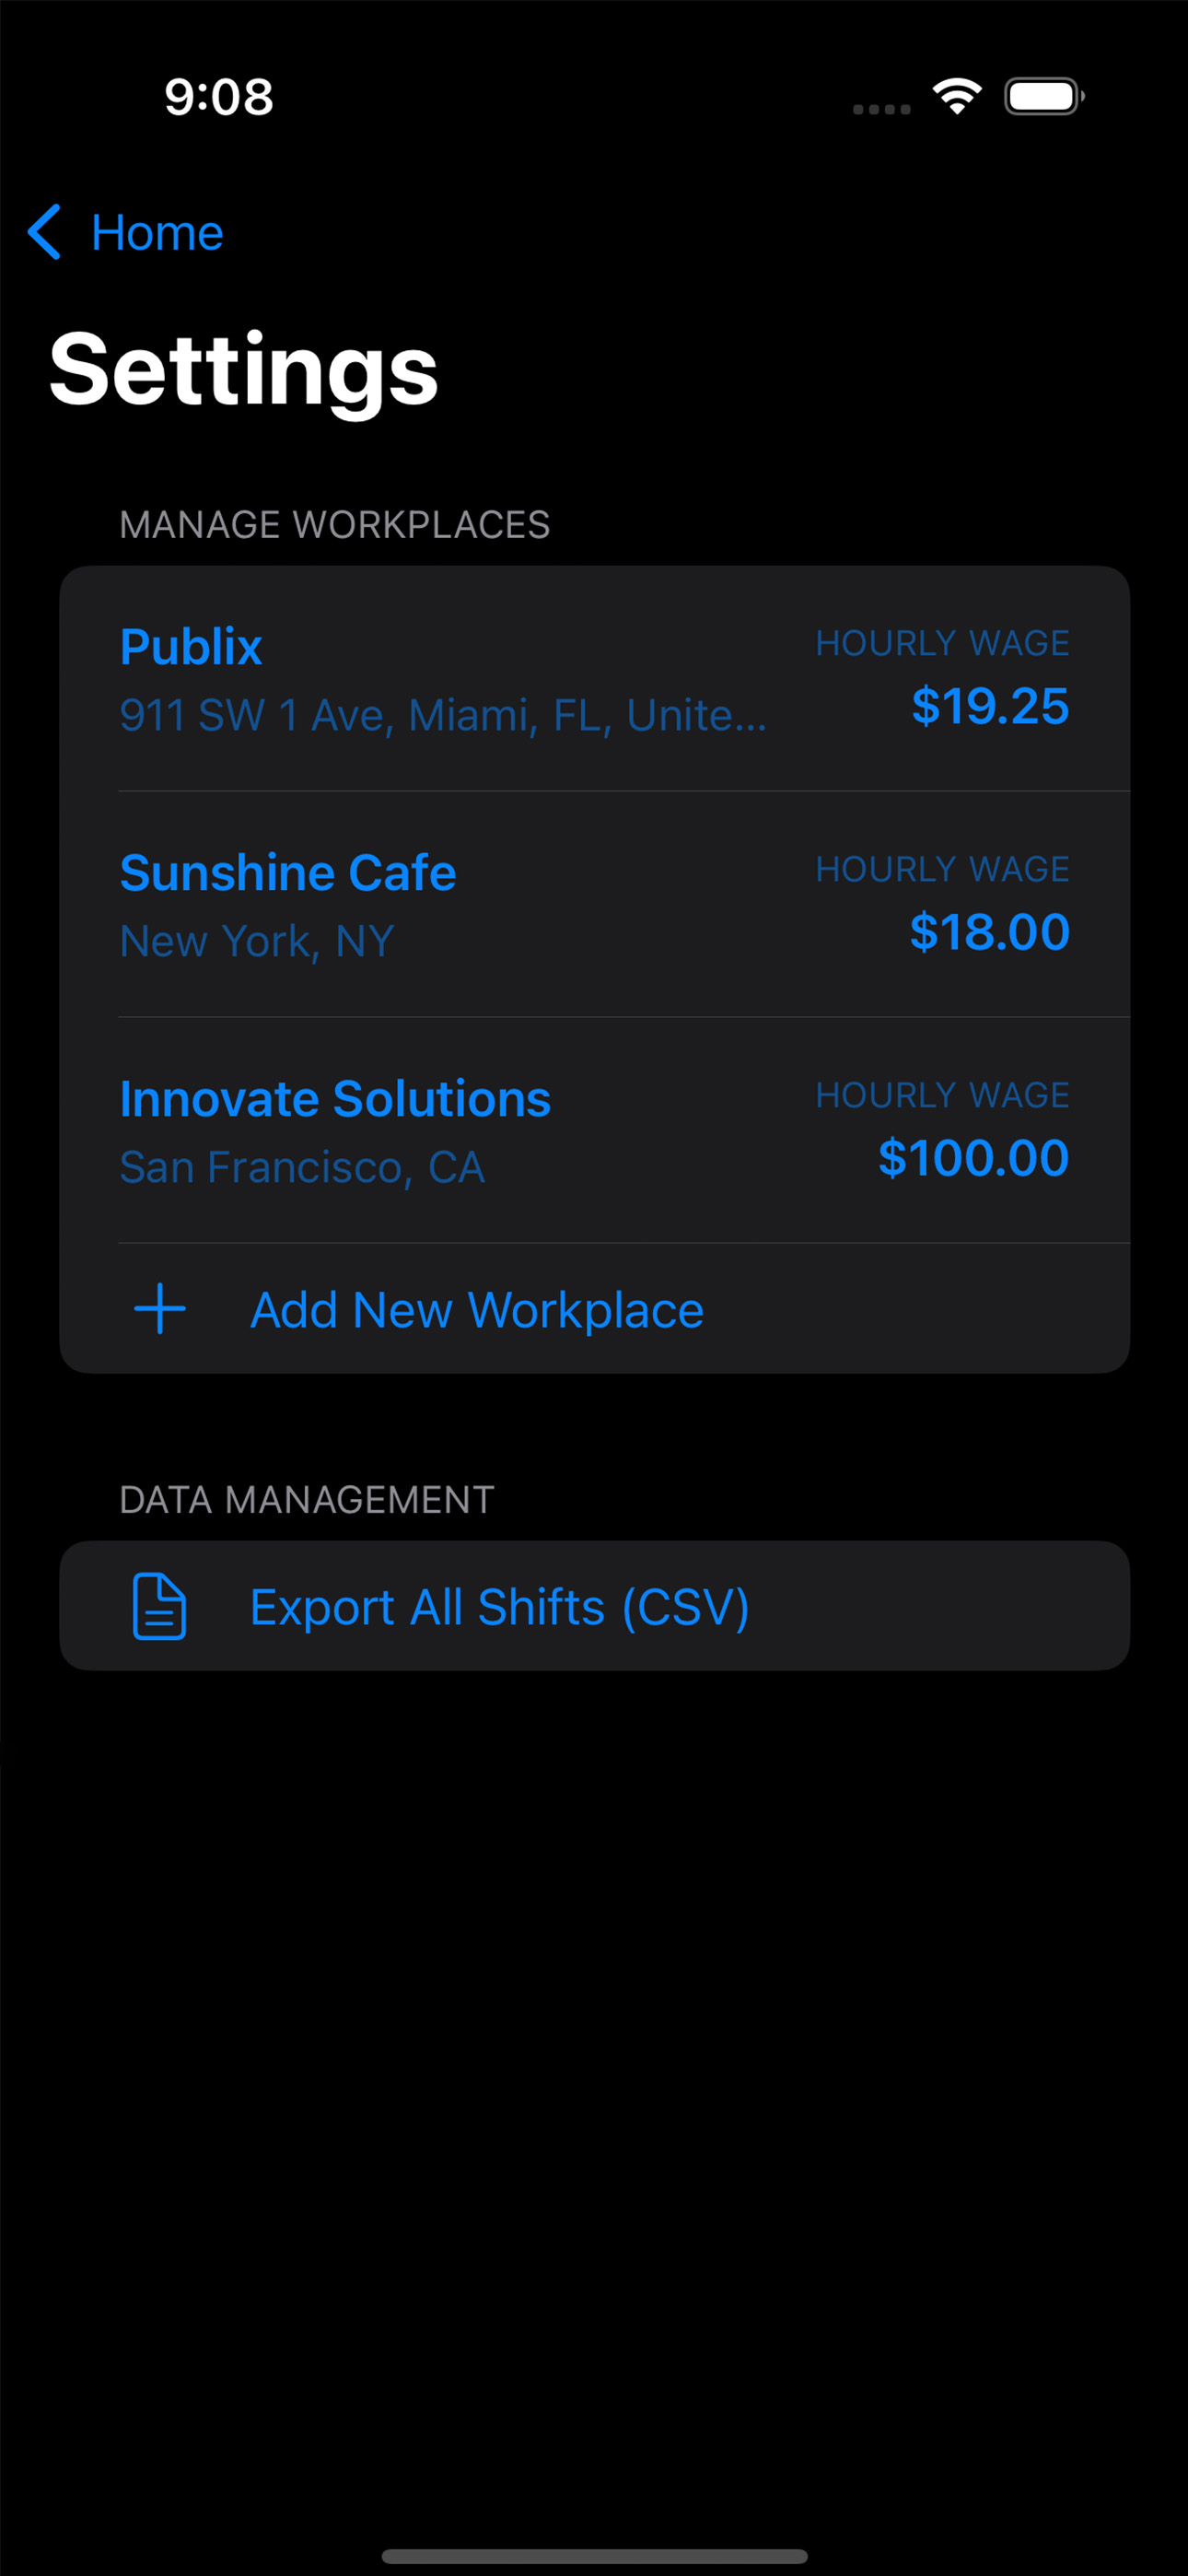 9:08
Home
Settings
MANAGE WORKPLACES
Publix
HOURLY WAGE
911 SW 1 Ave, Miami, FL, Unite...
$19.25
Sunshine Cafe
HOURLY WAGE
New York, NY
$18.00
Innovate Solutions
HOURLY WAGE
San Francisco, CA
$100.00
Add New Workplace
DATA MANAGEMENT
Export All Shifts (CSV)